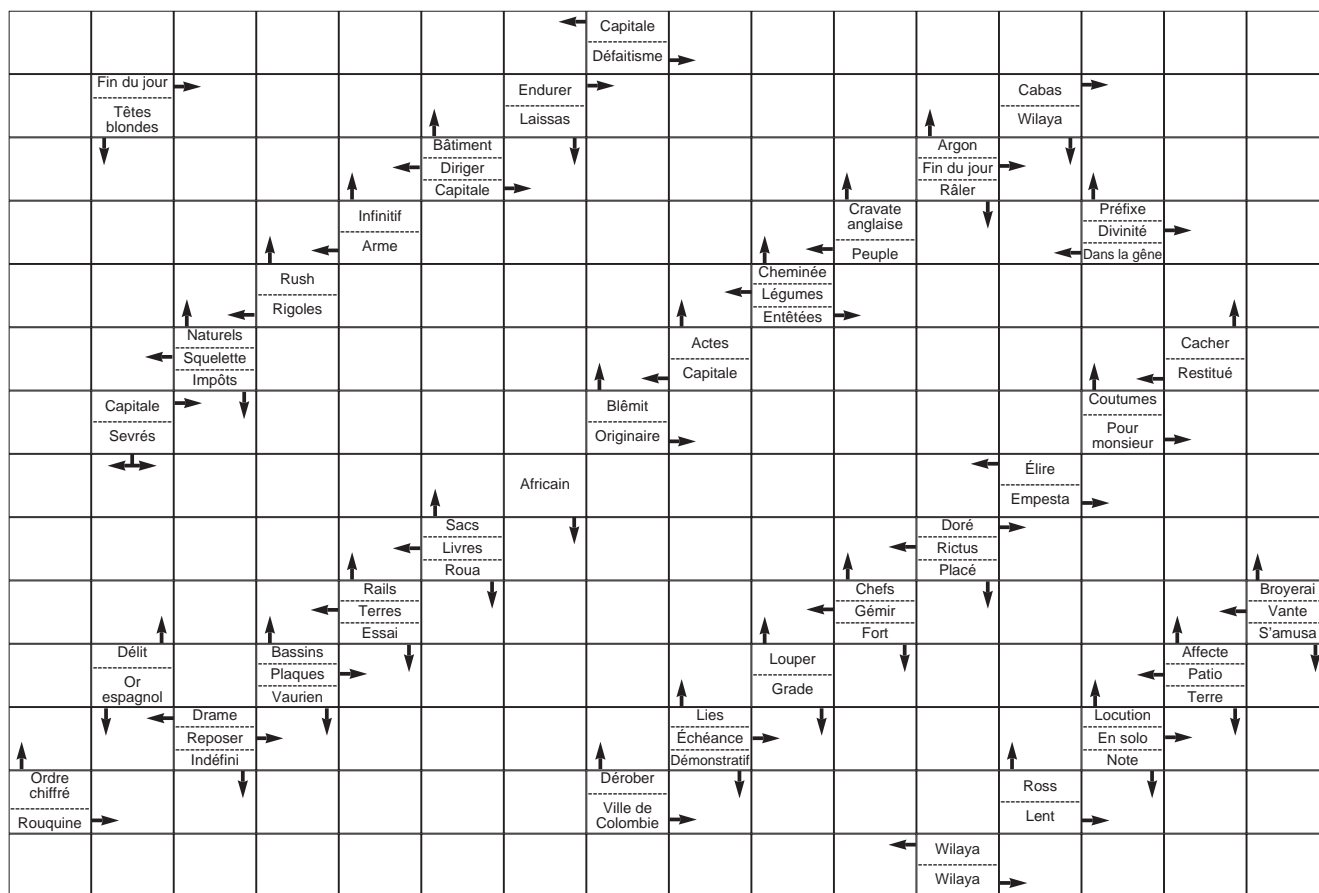 Capitale
Défaitisme
Fin du jour
Têtes
blondes
Endurer
Laissas
Cabas
Wilaya
Bâtiment
Diriger
Capitale
Argon
Fin du jour
Râler
Infinitif
Arme
Cravate
anglaise
Peuple
Préfixe
Divinité
Dans la gêne
Rush
Rigoles
Cheminée
Légumes
Entêtées
Naturels
Squelette
Impôts
Actes
Capitale
Cacher
Restitué
Capitale
Sevrés
Blêmit
Originaire
Coutumes
Pour
monsieur
Africain
Élire
Empesta
Sacs
Livres
Roua
Doré
Rictus
Placé
Rails
Terres
Essai
Chefs
Gémir
Fort
Broyerai
Vante
S'amusa
Délit
Or
espagnol
Bassins
Plaques
Vaurien
Louper
Grade
Affecte
Patio
Terre
Drame
Reposer
Indéfini
Lies
Échéance
Démonstratif
Locution
En solo
Note
Ordre
chiffré
Rouquine
Dérober
Ville de
Colombie
Ross
Lent
Wilaya
Wilaya